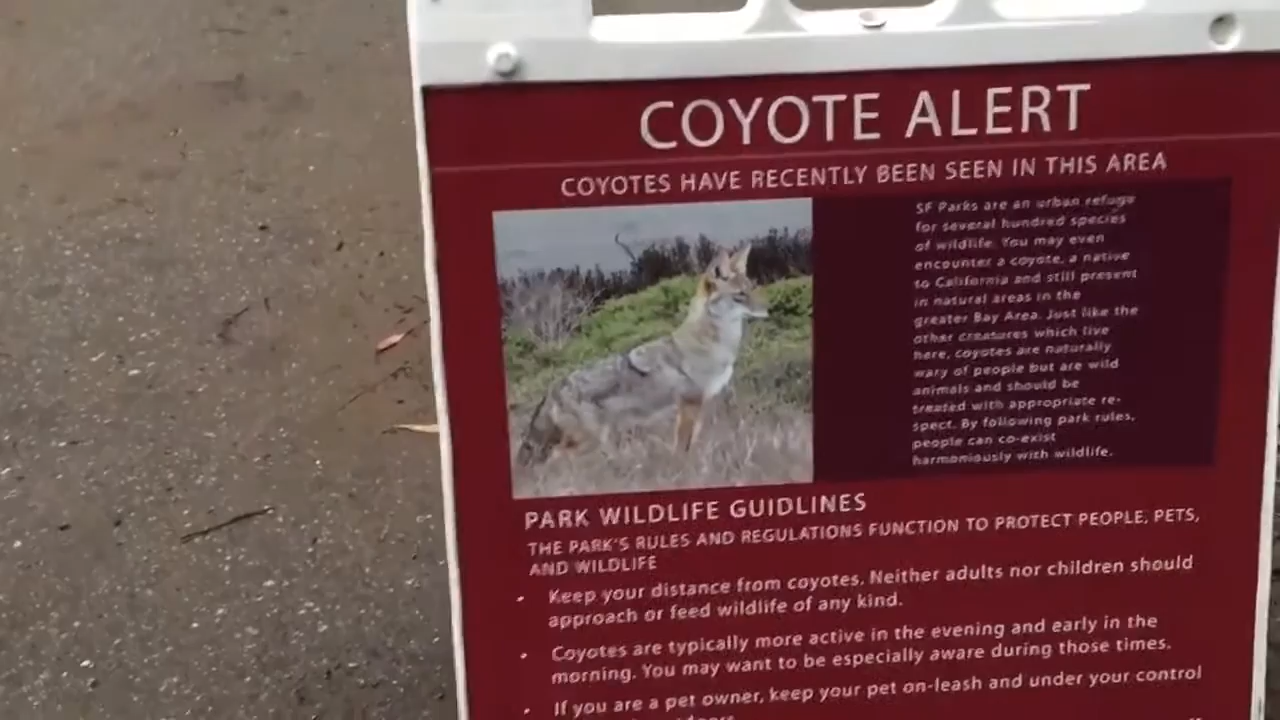 COYOTE ALERT
COYOTES HAVE RECENTLY BEEN SEEN IN THIS AREA
SF Parks are an urban refuge
for several hundred species
of wildlife. You may even
encounter a coyote, a native
to California and still present
in natural areas in the
greater Bay Area. Just like the
other creatures which live
here, coyotes are naturally
wary of people but are wild
animals and should be
treated with appropriate re-
spect. By following park rules,
people can co-exist
harmoniously with wildlife.
PARK WILDLIFE GUIDLINES
THE PARK'S RULES AND REGULATIONS FUNCTION TO PROTECT PEOPLE, PETS,
AND WILDLIFE
• Keep your distance from coyotes. Neither adults nor children should
approach or feed wildlife of any kind.
• Coyotes are typically more active in the evening and early in the
morning. You may want to be especially aware during those times.
• If you are a pet owner, keep your pet on-leash and under your control